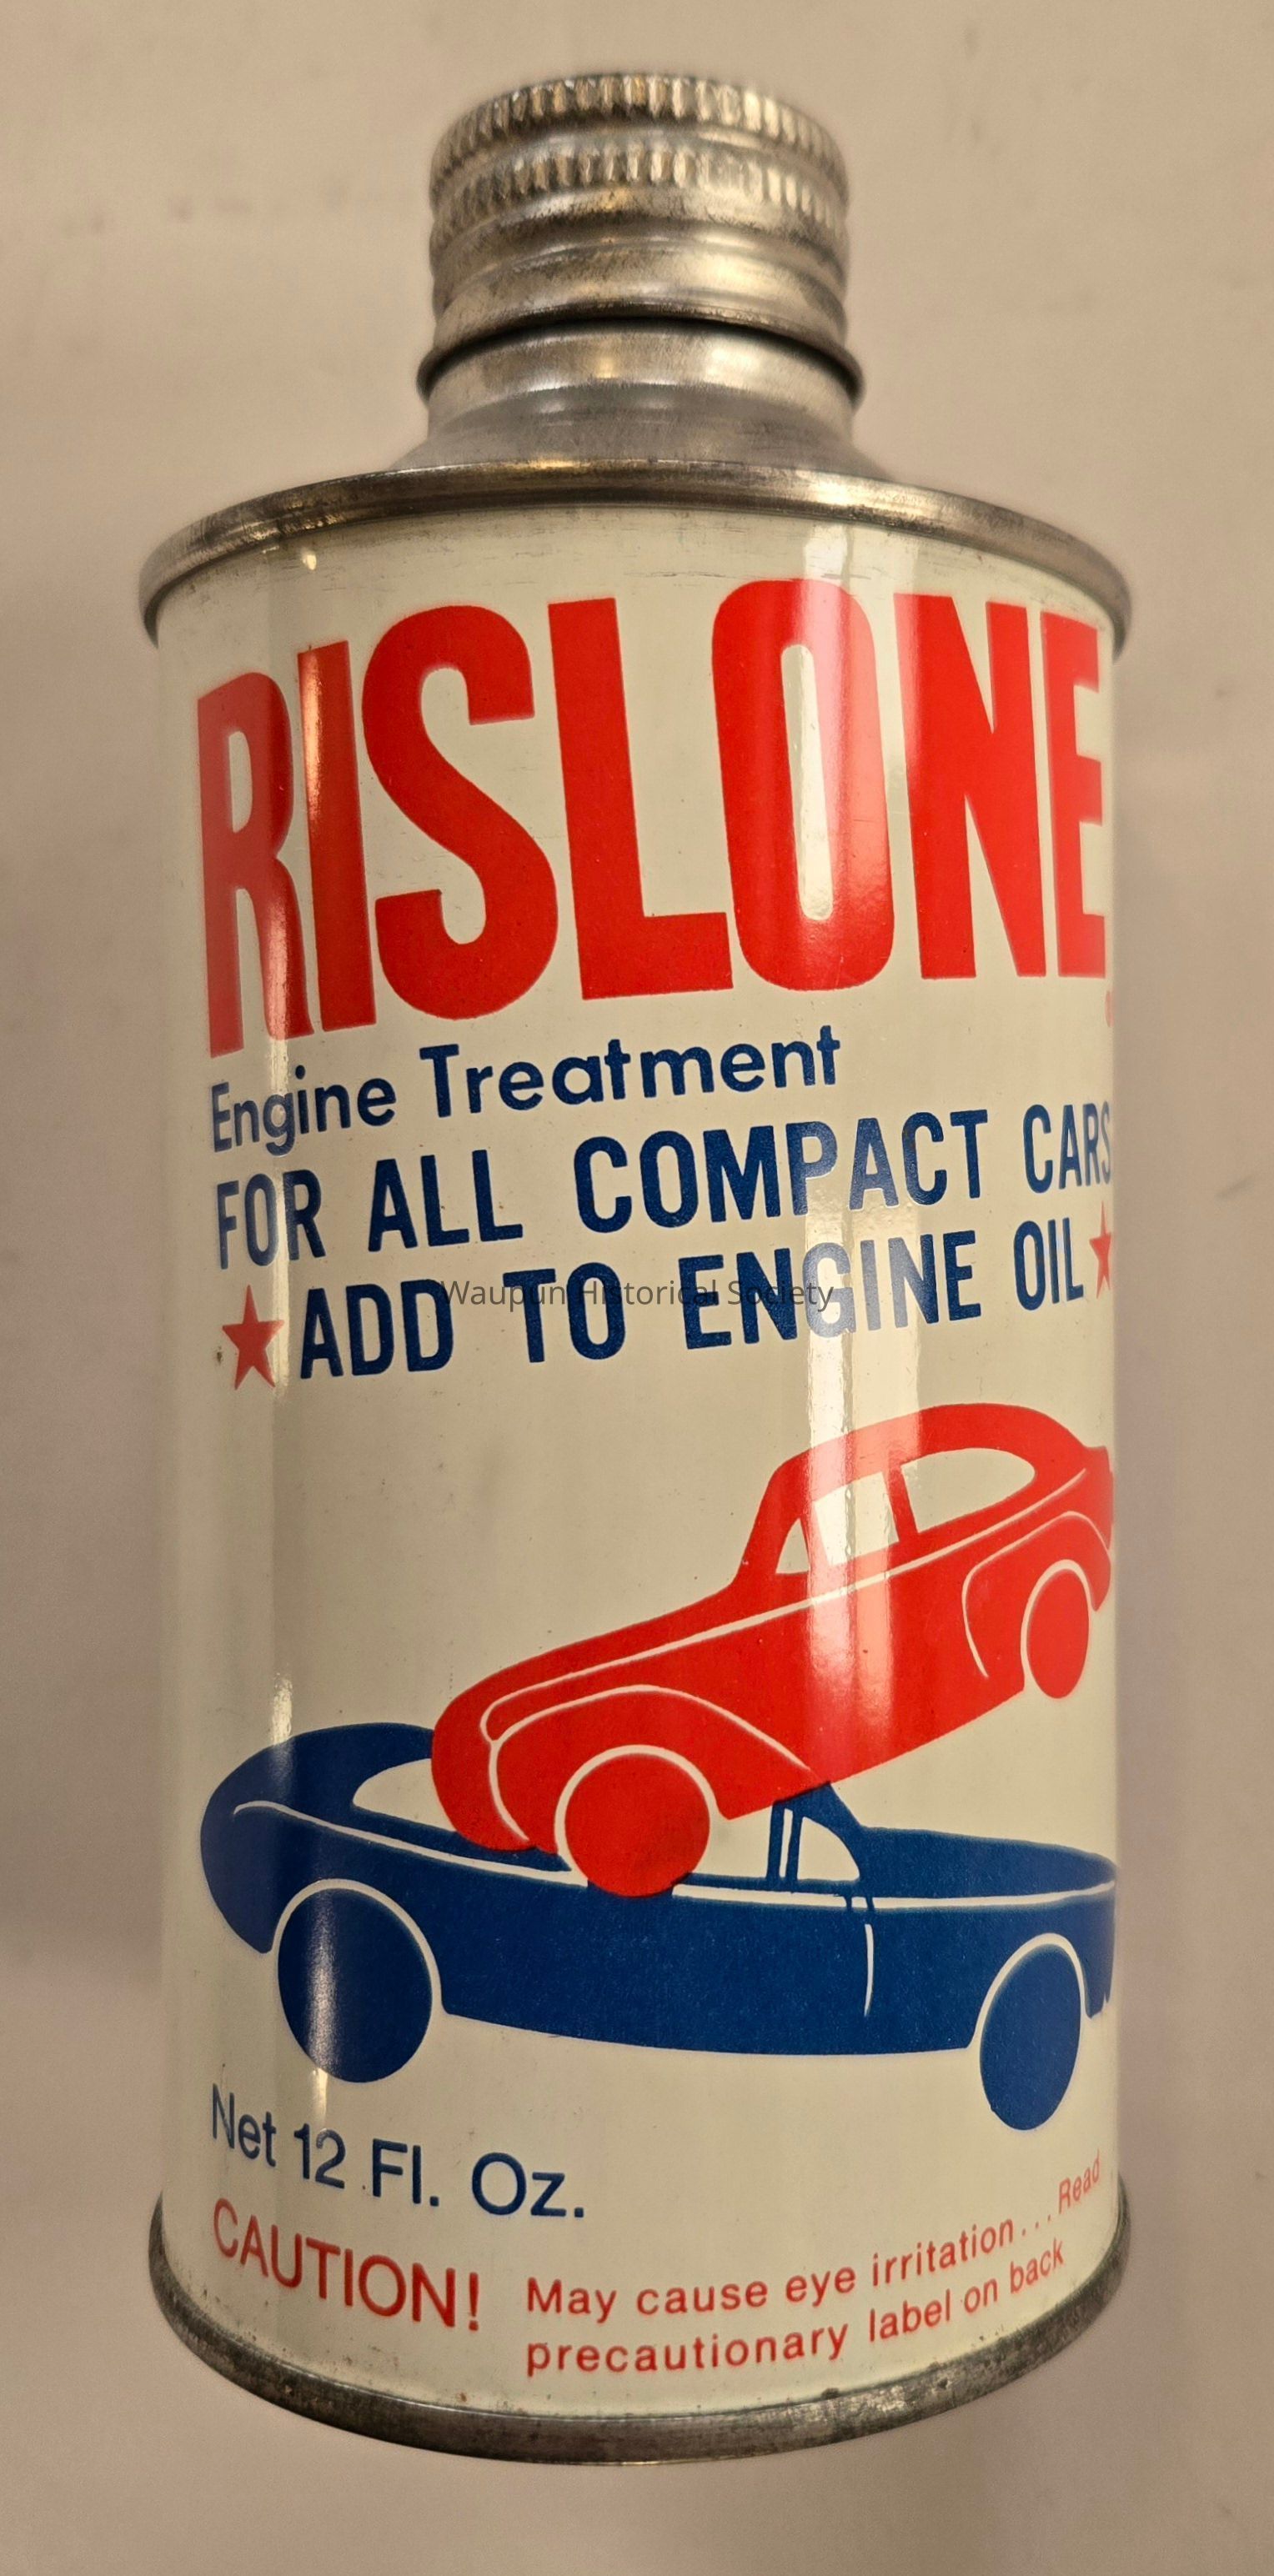 RISLONE
Engine Treatment
FOR ALL COMPACT CARS
ADD TO ENGINE OIL
Waupun Historical Society
Net 12 Fl. Oz.
CAUTION! May cause eye irritation... Read
precautionary label on back